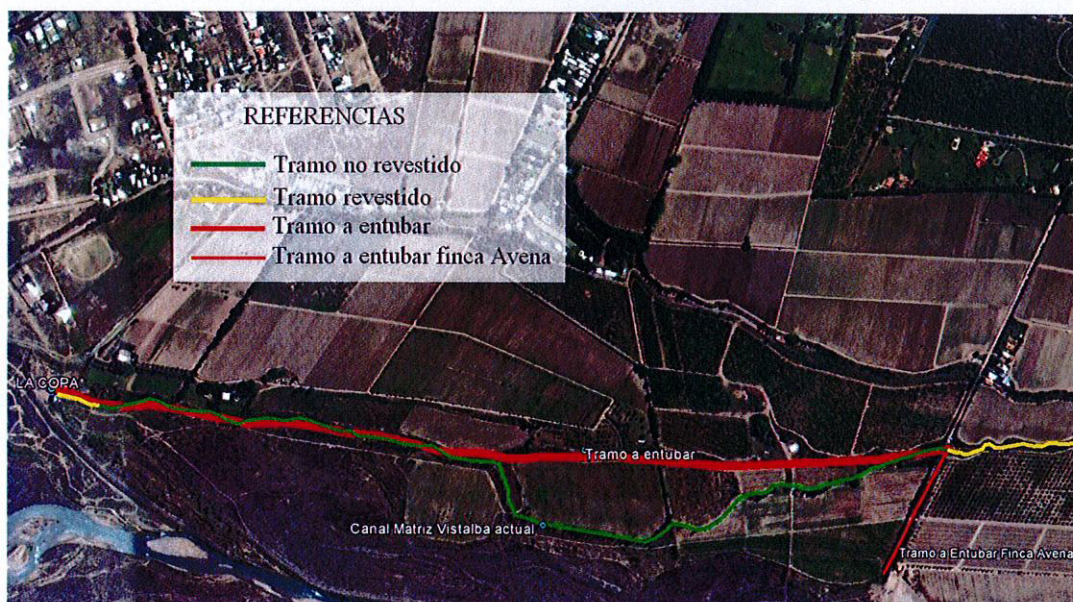 REFERENCIAS
Tramo no revestido
Tramo revestido
Tramo a entubar
Tramo a entubar finca Avena
LA COPA
Tramo a entubar
Canal Matriz Vistalba actual
Tramo a Entubar Finca Avena